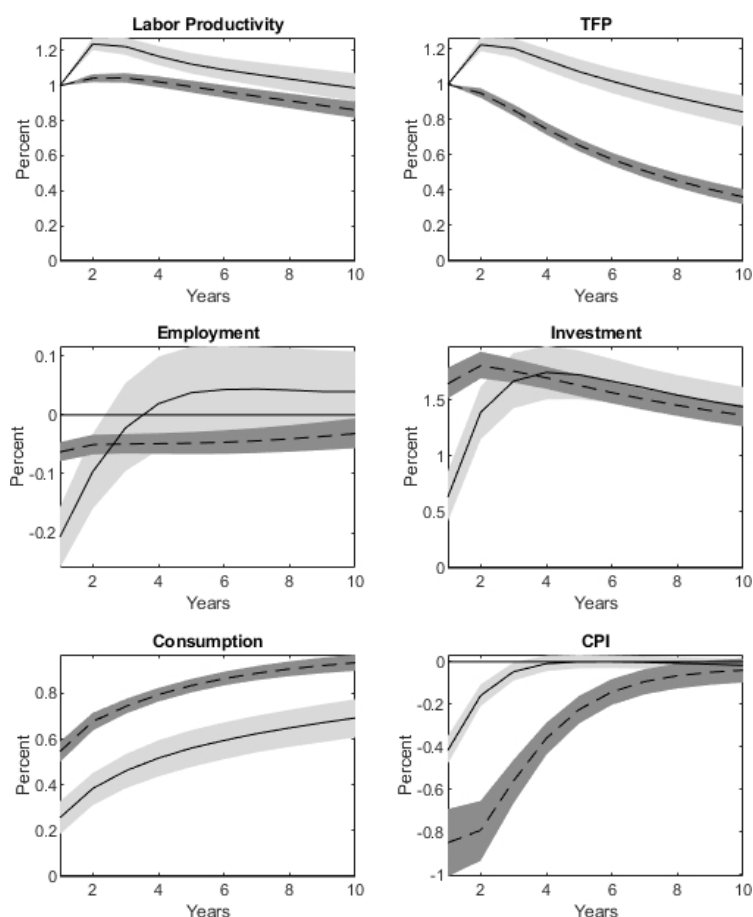 Labor Productivity
1.2
1
0.8
0.6
0.4
0.2
0
Percent
2 4 6 8 10
Years
TFP
1.2
1
0.8
0.6
0.4
0.2
0
Percent
2 4 6 8 10
Years
Employment
0.1
0
-0.1
-0.2
Percent
2 4 6 8 10
Years
Investment
1.5
1
0.5
0
Percent
2 4 6 8 10
Years
Consumption
0.8
0.6
0.4
0.2
0
Percent
2 4 6 8 10
Years
CPI
0
-0.2
-0.4
-0.6
-0.8
-1
Percent
2 4 6 8 10
Years